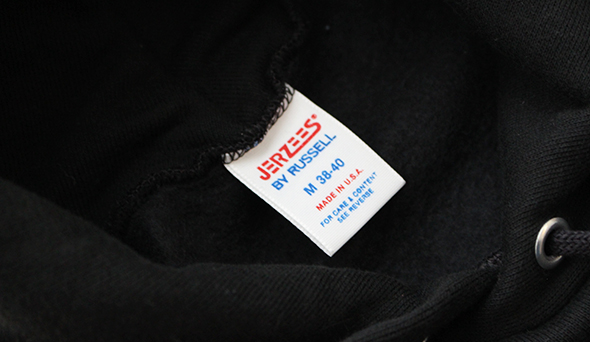 JERZEES®
BY RUSSELL
M 38-40
MADE IN U.S.A.
FOR CARE & CONTENT
SEE REVERSE